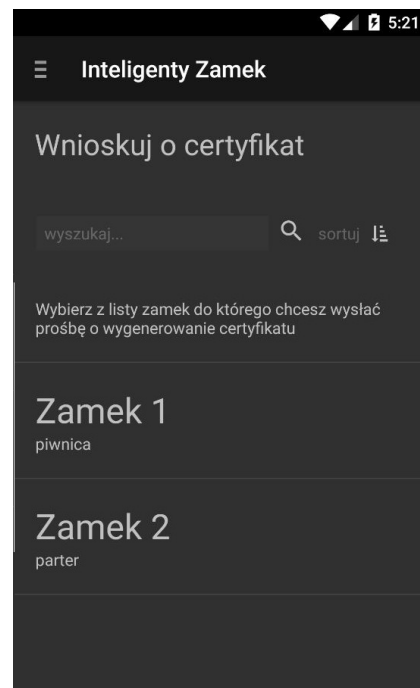 5:21
Inteligenty Zamek
Wnioskuj o certyfikat
wyszukaj...
sortuj
Wybierz z listy zamek do którego chcesz wysłać
prośbę o wygenerowanie certyfikatu
Zamek 1
piwnica
Zamek 2
parter